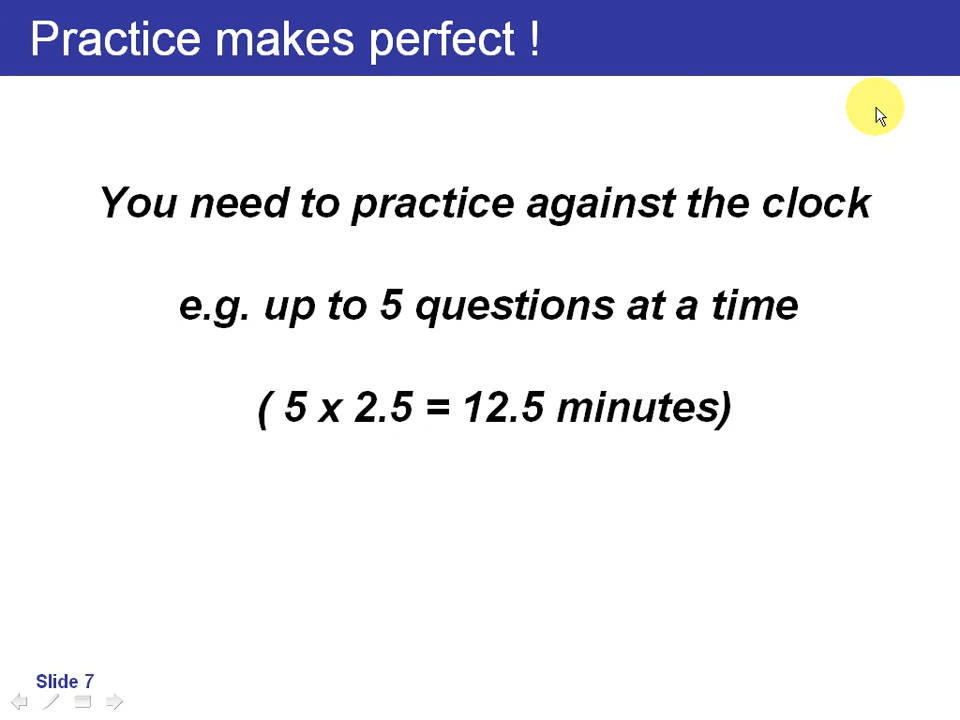 Practice makes perfect !
You need to practice against the clock
e.g. up to 5 questions at a time
( 5 x 2.5 = 12.5 minutes)
Slide 7